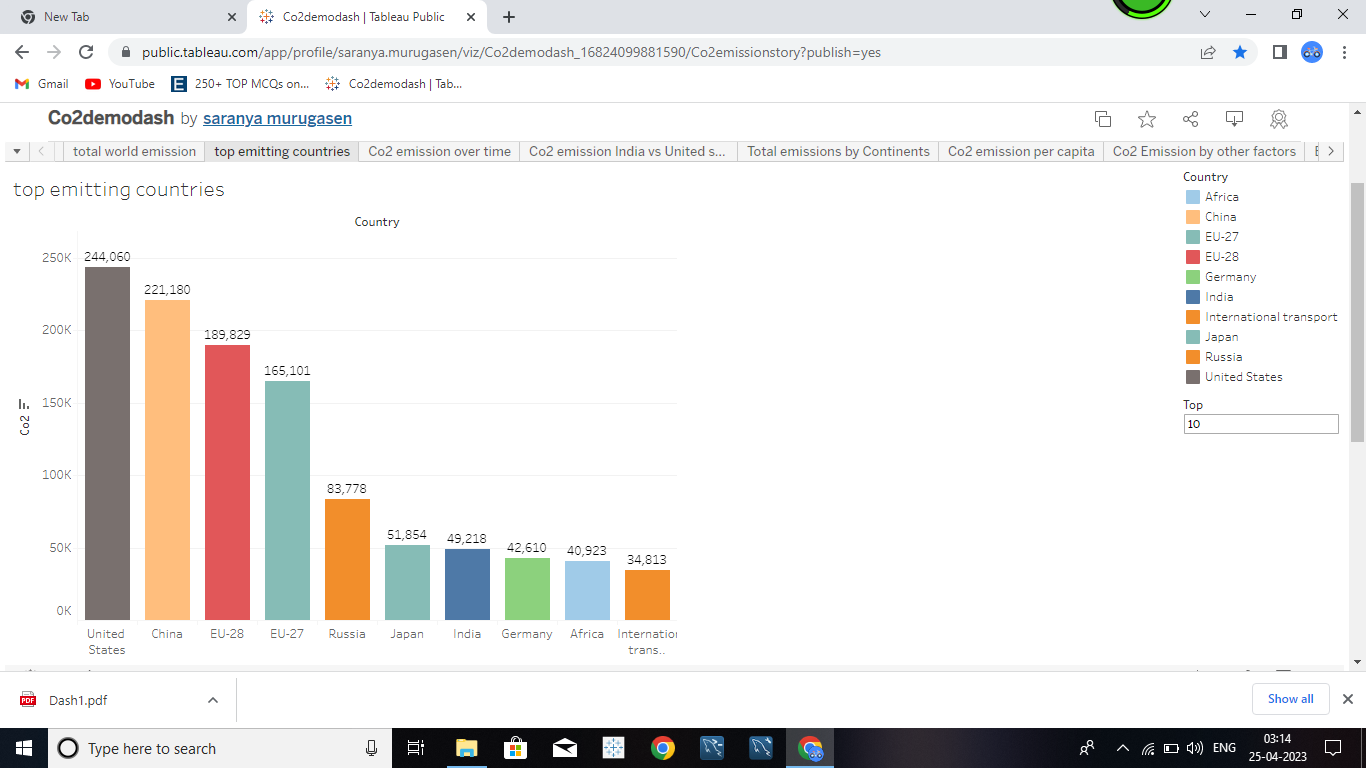 New Tab
Co2demodash | Tableau Public
public.tableau.com/app/profile/saranya.murugasen/viz/Co2demodash_16824099881590/Co2emissionstory?publish=yes
Gmail
YouTube
E
250+ TOP MCQs on...
Co2demodash | Tab...
Co2demodash by saranya murugasen
total world emission
top emitting countries
Co2 emission over time
Co2 emission India vs United s...
Total emissions by Continents
Co2 emission per capita
Co2 Emission by other factors
top emitting countries
Country
Co2
250K
200K
150K
100K
50K
0K
244,060
221,180
189,829
165,101
83,778
51,854
49,218
42,610
40,923
34,813
United
States
China
EU-28
EU-27
Russia
Japan
India
Germany
Africa
Internation
trans..
Country
Africa
China
EU-27
EU-28
Germany
India
International transport
Japan
Russia
United States
Top
10
PDF
Dash1.pdf
Show all
Type here to search
ENG
03:14
25-04-2023